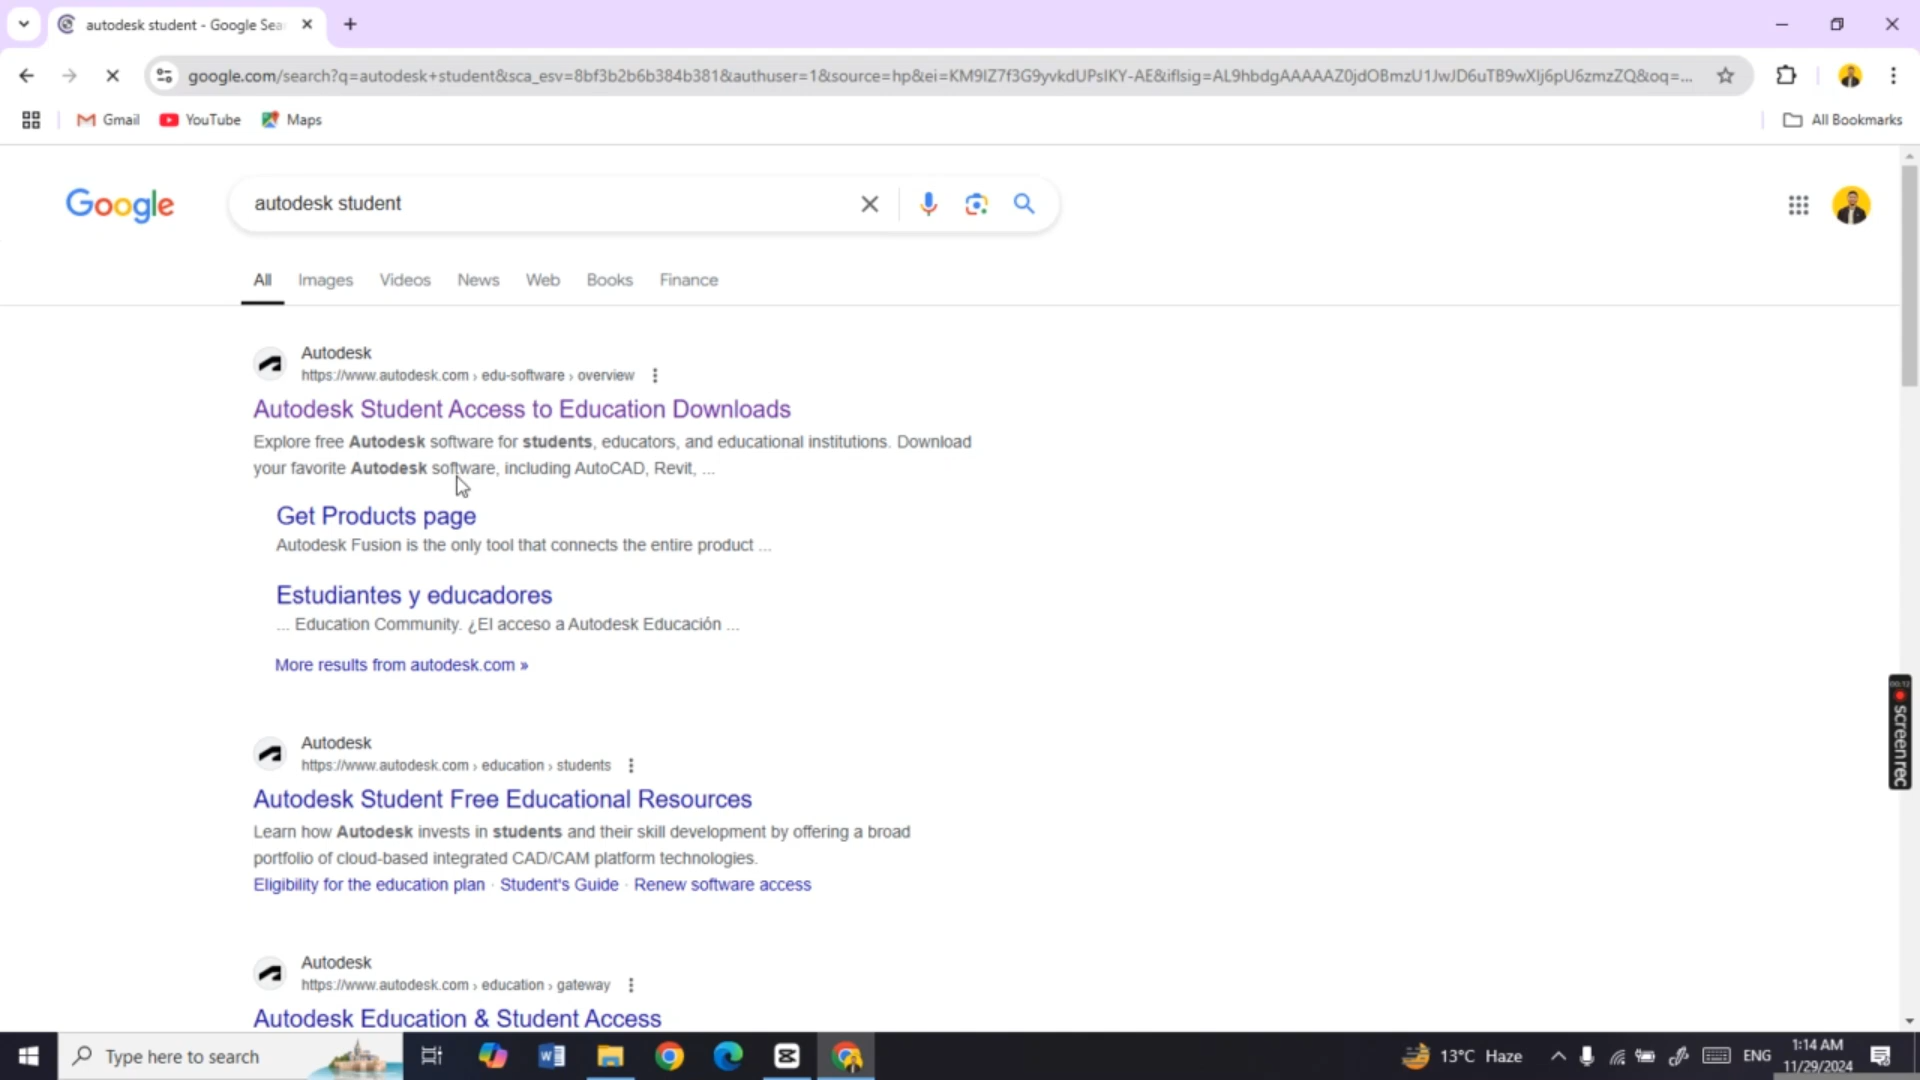 autodesk student - Google Sea
google.com/search?q=autodesk+student&sca_esv=8bf3b2b6b384b381&authuser=1&source=hp&ei=KM9IZ7f3G9yvkdUPsIKY-AE&iflsig=AL9hbdgAAAAAZ0jdOBmzU1JwJD6uTB9wXIj6pU6zmzZQ&oq=...
Gmail YouTube Maps All Bookmarks
Google autodesk student
All Images Videos News Web Books Finance
Autodesk
https://www.autodesk.com › edu-software › overview
Autodesk Student Access to Education Downloads
Explore free Autodesk software for students, educators, and educational institutions. Download
your favorite Autodesk software, including AutoCAD, Revit, ...
Get Products page
Autodesk Fusion is the only tool that connects the entire product ...
Estudiantes y educadores
... Education Community. ¿El acceso a Autodesk Educación ...
More results from autodesk.com »
Autodesk
https://www.autodesk.com › education › students
Autodesk Student Free Educational Resources
Learn how Autodesk invests in students and their skill development by offering a broad
portfolio of cloud-based integrated CAD/CAM platform technologies.
Eligibility for the education plan · Student's Guide · Renew software access
Autodesk
https://www.autodesk.com › education › gateway
Autodesk Education & Student Access
screenrec
Type here to search
13°C Haze
ENG
1:14 AM
11/29/2024